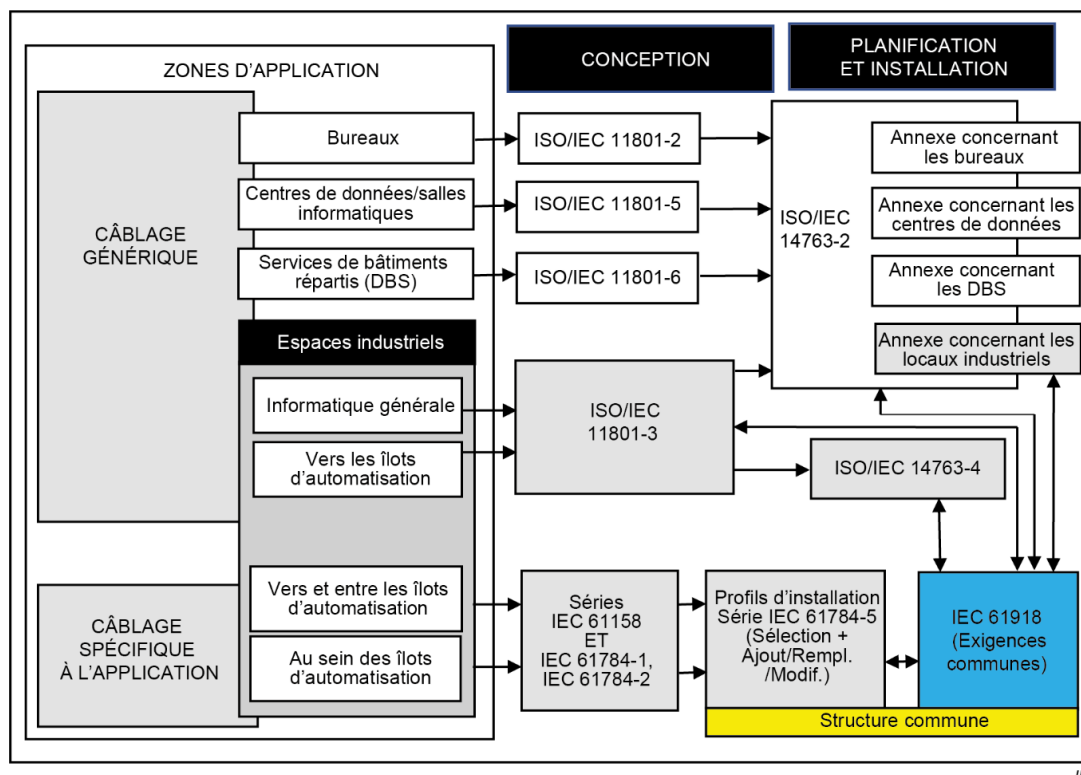 ZONES D'APPLICATION
CONCEPTION
PLANIFICATION
ET INSTALLATION
CÂBLAGE
GÉNÉRIQUE
Bureaux
ISO/IEC 11801-2
Centres de données/salles
informatiques
ISO/IEC 11801-5
Services de bâtiments
répartis (DBS)
ISO/IEC 11801-6
ISO/IEC
14763-2
Annexe concernant
les bureaux
Annexe concernant les
centres de données
Annexe concernant
les DBS
Annexe concernant les
locaux industriels
Espaces industriels
Informatique générale
Vers les îlots
d'automatisation
ISO/IEC
11801-3
ISO/IEC 14763-4
CÂBLAGE
SPÉCIFIQUE
À L'APPLICATION
Vers et entre les îlots
d'automatisation
Au sein des îlots
d'automatisation
Séries
IEC 61158
ET
IEC 61784-1,
IEC 61784-2
Profils d'installation
Série IEC 61784-5
(Sélection +
Ajout/Rempl.
/Modif.)
IEC 61918
(Exigences
communes)
Structure commune